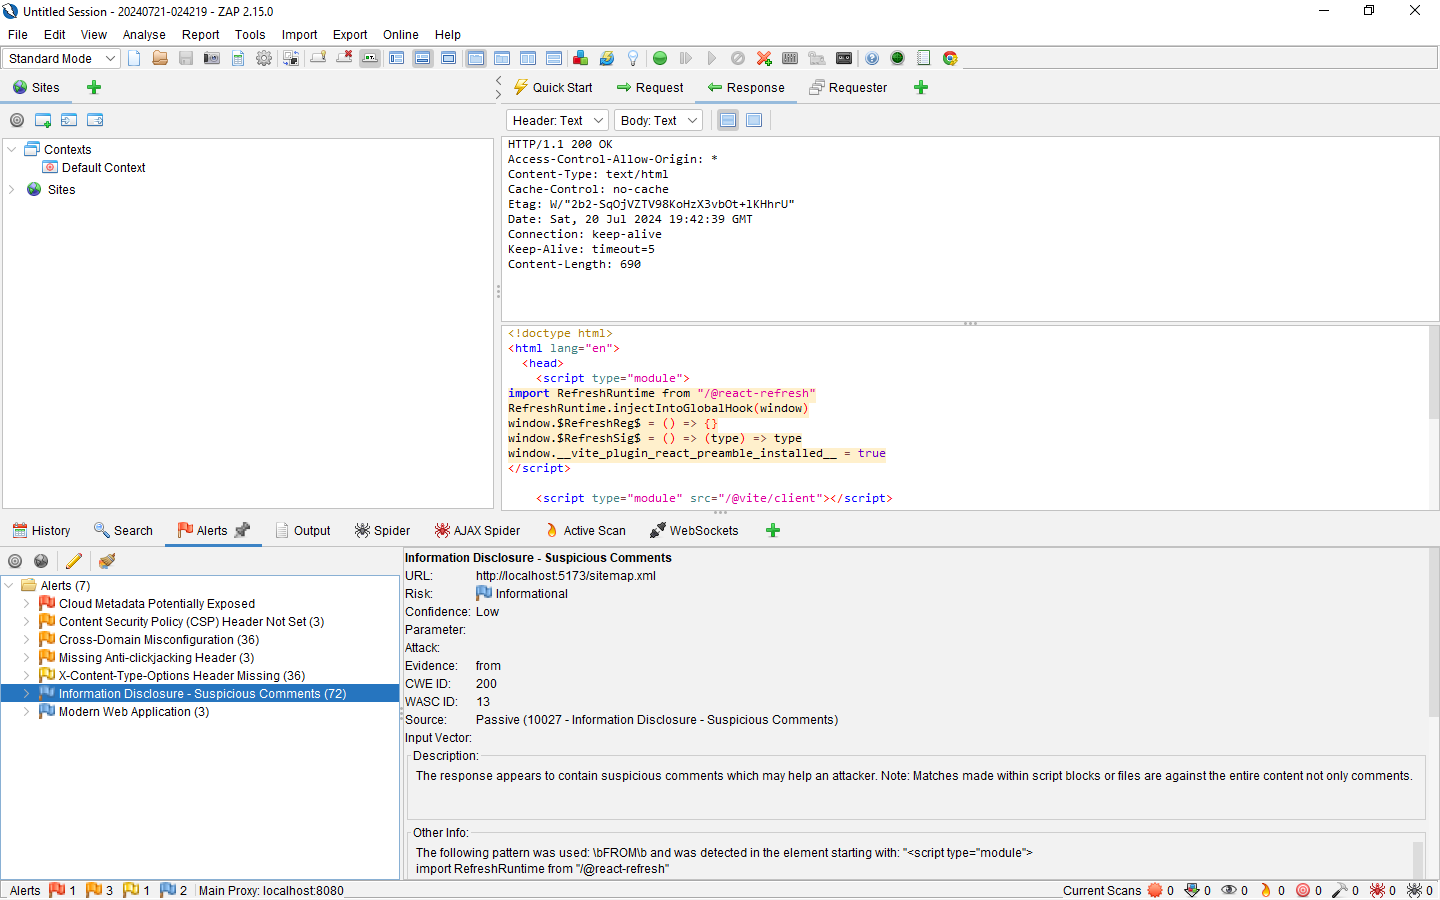 Untitled Session - 20240721-024219 - ZAP 2.15.0
File Edit View Analyse Report Tools Import Export Online Help
Standard Mode
Sites
Quick Start Request Response Requester
Header: Text Body: Text
Contexts
Default Context
Sites
HTTP/1.1 200 OK
Access-Control-Allow-Origin: *
Content-Type: text/html
Cache-Control: no-cache
Etag: W/"2b2-SqOjVZTV98KoHzX3vbOt+lKHhrU"
Date: Sat, 20 Jul 2024 19:42:39 GMT
Connection: keep-alive
Keep-Alive: timeout=5
Content-Length: 690
<!doctype html>
<html lang="en">
<head>
<script type="module">
import RefreshRuntime from "/@react-refresh"
RefreshRuntime.injectIntoGlobalHook(window)
window.$RefreshReg$ = () => {}
window.$RefreshSig$ = () => (type) => type
window.__vite_plugin_react_preamble_installed__ = true
</script>
<script type="module" src="/@vite/client"></script>
History Search Alerts Output Spider AJAX Spider Active Scan WebSockets
Alerts (7)
Cloud Metadata Potentially Exposed
Content Security Policy (CSP) Header Not Set (3)
Cross-Domain Misconfiguration (36)
Missing Anti-clickjacking Header (3)
X-Content-Type-Options Header Missing (36)
Information Disclosure - Suspicious Comments (72)
Modern Web Application (3)
Information Disclosure - Suspicious Comments
URL: http://localhost:5173/sitemap.xml
Risk: Informational
Confidence: Low
Parameter:
Attack:
Evidence: from
CWE ID: 200
WASC ID: 13
Source: Passive (10027 - Information Disclosure - Suspicious Comments)
Input Vector:
Description:
The response appears to contain suspicious comments which may help an attacker. Note: Matches made within script blocks or files are against the entire content not only comments.
Other Info:
The following pattern was used: \bFROM\b and was detected in the element starting with: "<script type="module">
import RefreshRuntime from "/@react-refresh"
Alerts 1 3 1 2 Main Proxy: localhost:8080 Current Scans 0 0 0 0 0 0 0 0